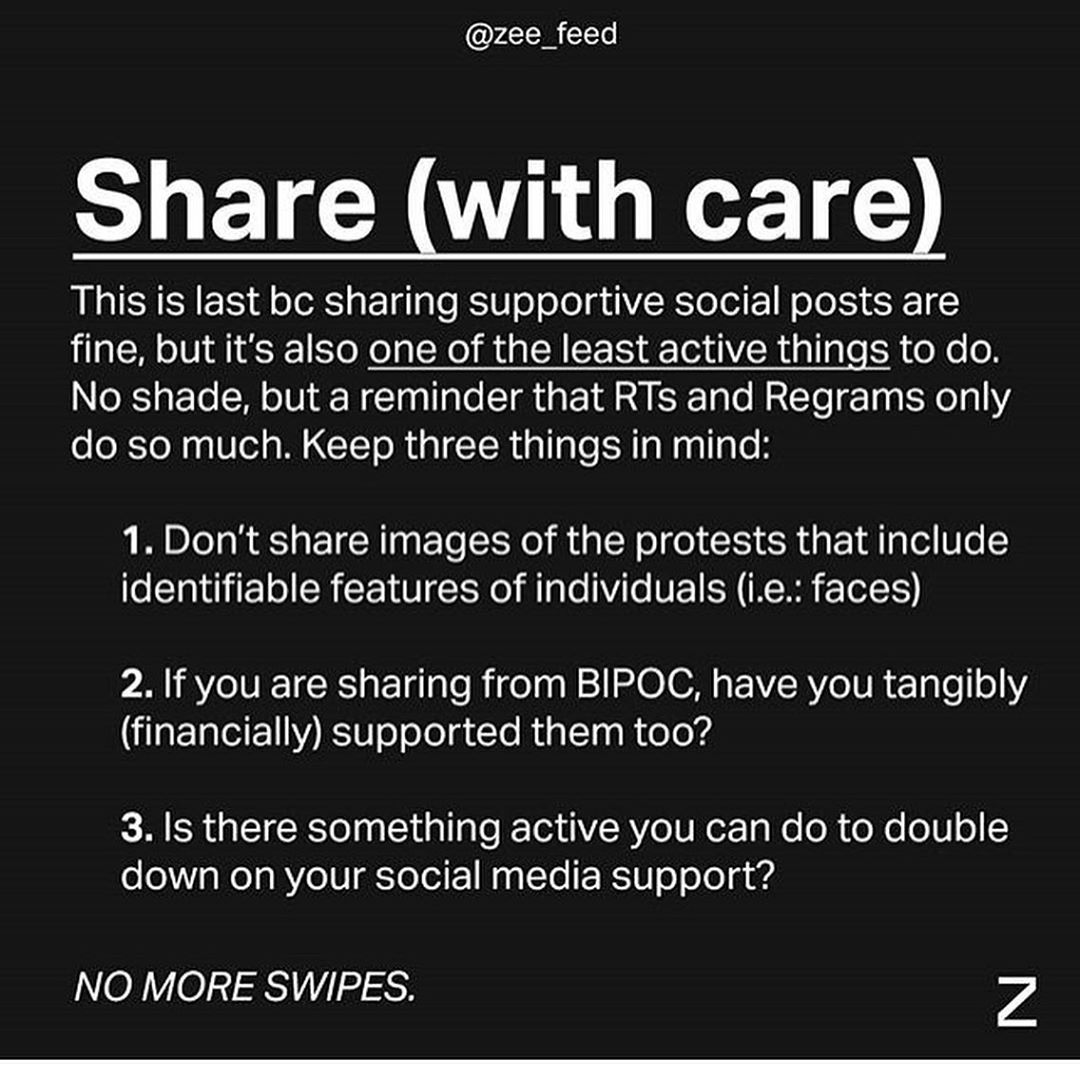 @zee_feed
Share (with care)
This is last bc sharing supportive social posts are
fine, but it's also one of the least active things to do.
No shade, but a reminder that RTs and Regrams only
do so much. Keep three things in mind:
1. Don't share images of the protests that include
identifiable features of individuals (i.e.: faces)
2. If you are sharing from BIPOC, have you tangibly
(financially) supported them too?
3. Is there something active you can do to double
down on your social media support?
NO MORE SWIPES.
Z